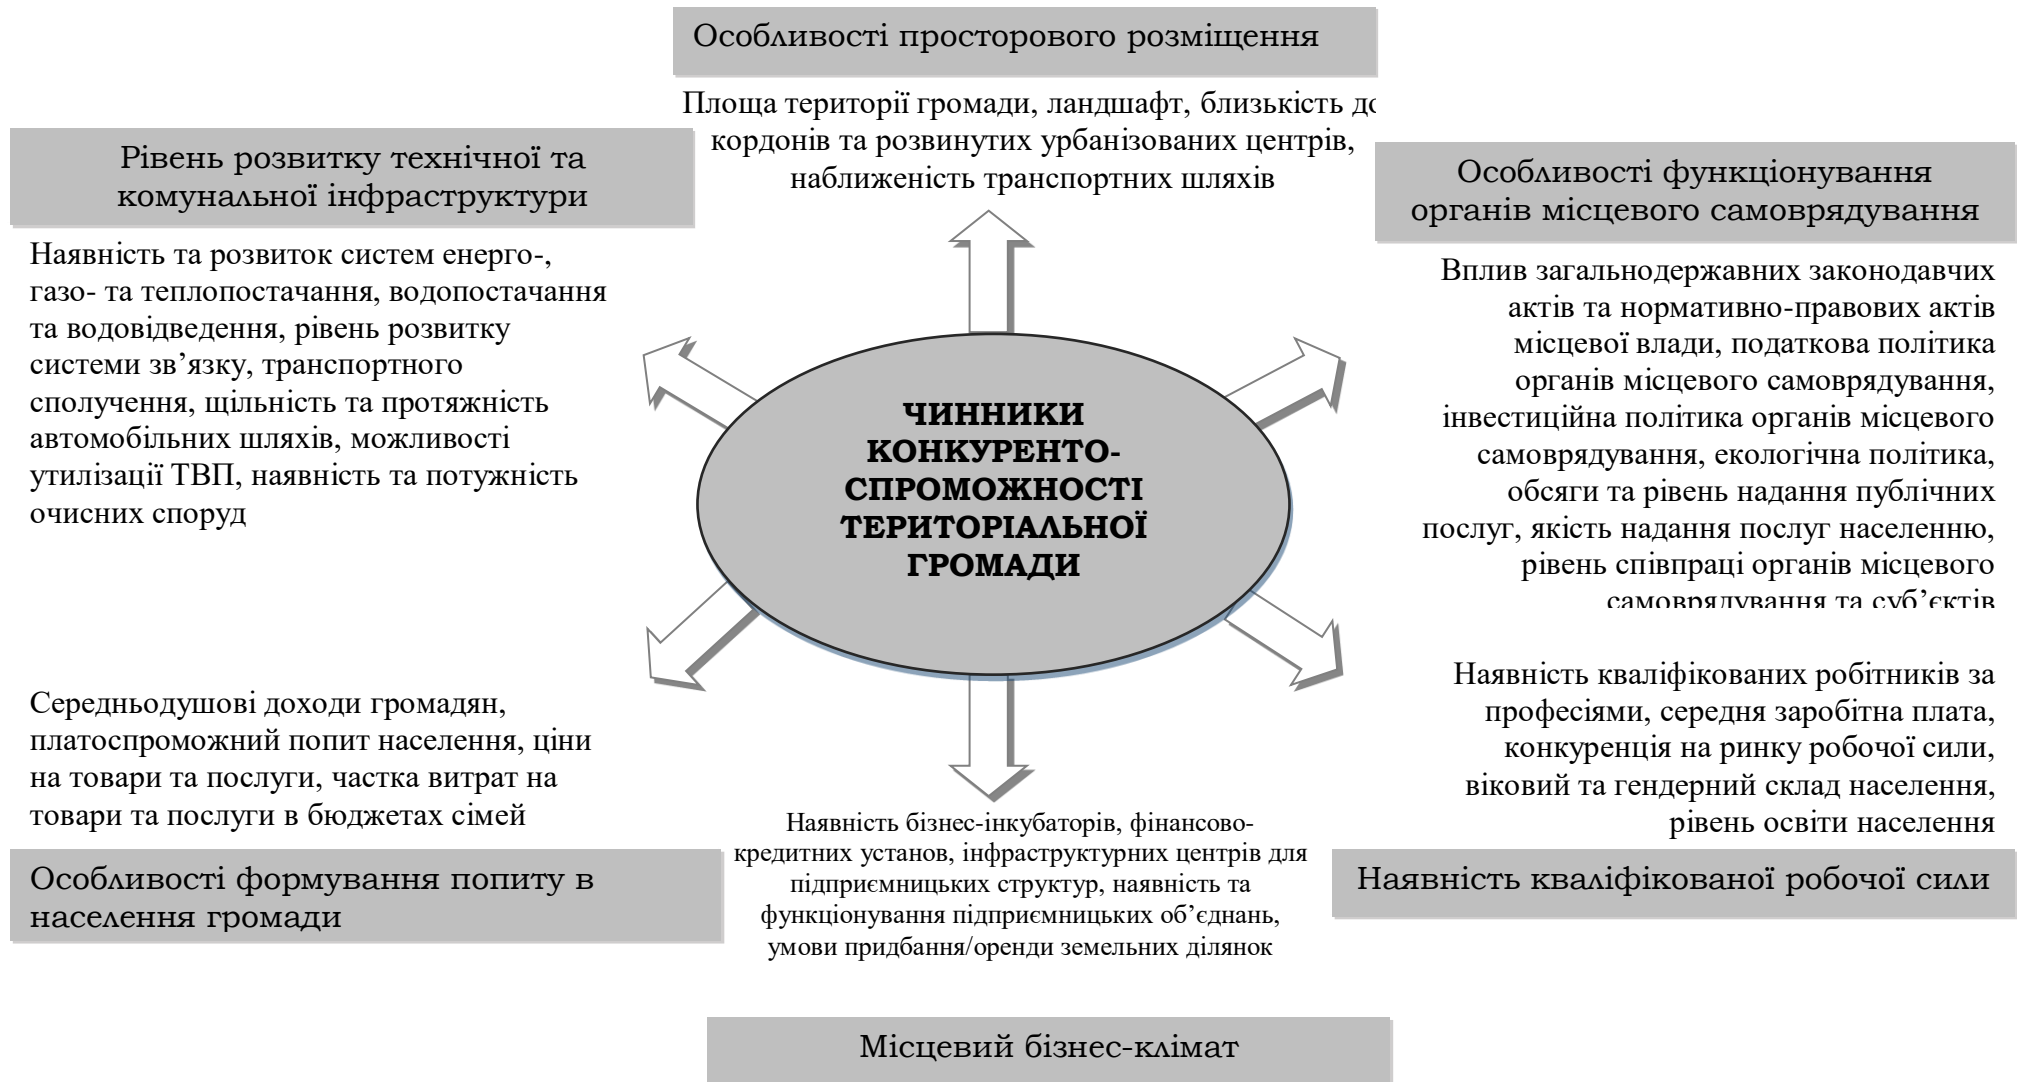 Особливості просторового розміщення
Площа території громади, ландшафт, близькість до
кордонів та розвинутих урбанізованих центрів,
наближеність транспортних шляхів
Рівень розвитку технічної та
комунальної інфраструктури
Наявність та розвиток систем енерго-,
газо- та теплопостачання, водопостачання
та водовідведення, рівень розвитку
системи зв’язку, транспортного
сполучення, щільність та протяжність
автомобільних шляхів, можливості
утилізації ТВП, наявність та потужність
очисних споруд
Особливості функціонування
органів місцевого самоврядування
Вплив загальнодержавних законодавчих
актів та нормативно-правових актів
місцевої влади, податкова політика
органів місцевого самоврядування,
інвестиційна політика органів місцевого
самоврядування, екологічна політика,
обсяги та рівень надання публічних
послуг, якість надання послуг населенню,
рівень співпраці органів місцевого
самоврядування та суб’єктів
ЧИННИКИ
КОНКУРЕНТО-
СПРОМОЖНОСТІ
ТЕРИТОРІАЛЬНОЇ
ГРОМАДИ
Середньодушові доходи громадян,
платоспроможний попит населення, ціни
на товари та послуги, частка витрат на
товари та послуги в бюджетах сімей
Особливості формування попиту в
населення громади
Наявність бізнес-інкубаторів, фінансово-
кредитних установ, інфраструктурних центрів для
підприємницьких структур, наявність та
функціонування підприємницьких об’єднань,
умови придбання/оренди земельних ділянок
Місцевий бізнес-клімат
Наявність кваліфікованих робітників за
професіями, середня заробітна плата,
конкуренція на ринку робочої сили,
віковий та гендерний склад населення,
рівень освіти населення
Наявність кваліфікованої робочої сили